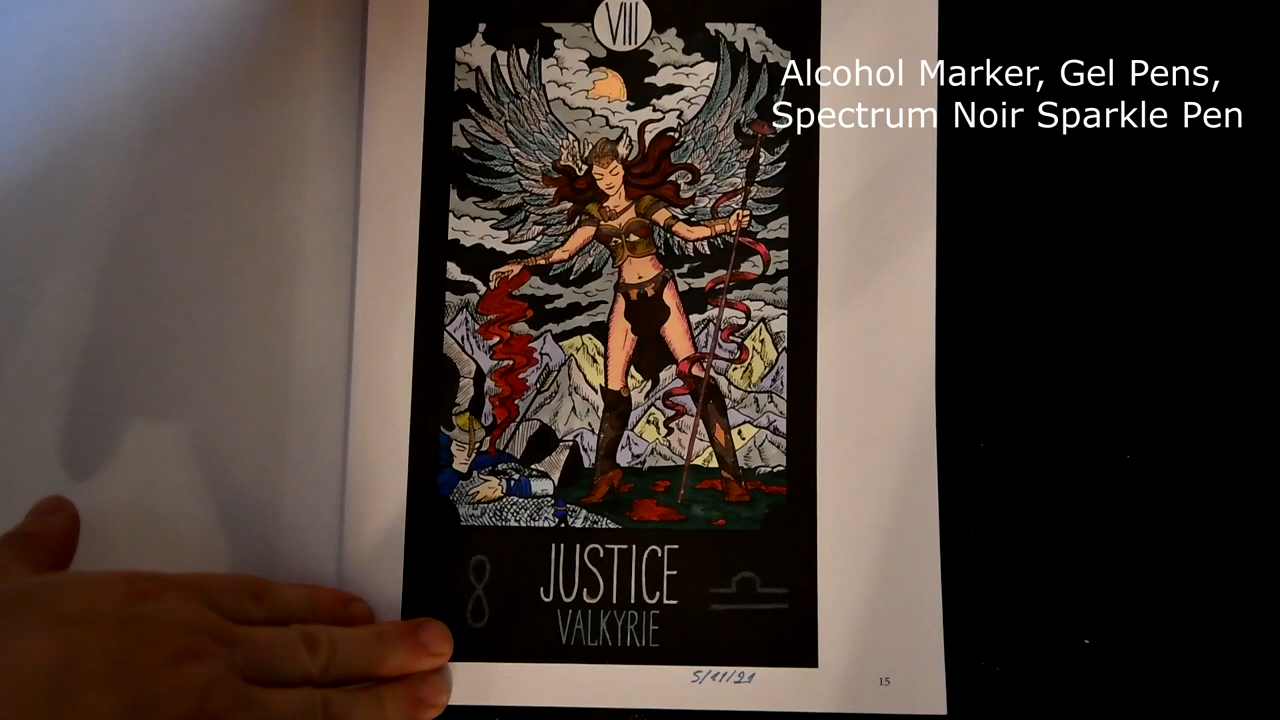 VIII
Alcohol Marker, Gel Pens,
Spectrum Noir Sparkle Pen
8
JUSTICE
VALKYRIE
5/11/21
15